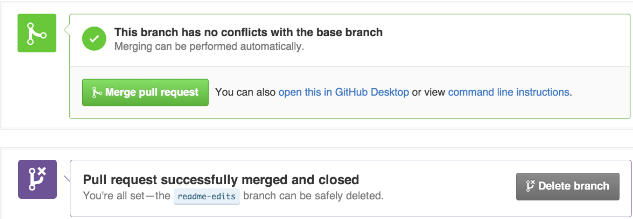 This branch has no conflicts with the base branch
Merging can be performed automatically.
Merge pull request You can also open this in GitHub Desktop or view command line instructions.
Pull request successfully merged and closed
You're all set—the readme-edits branch can be safely deleted.
Delete branch